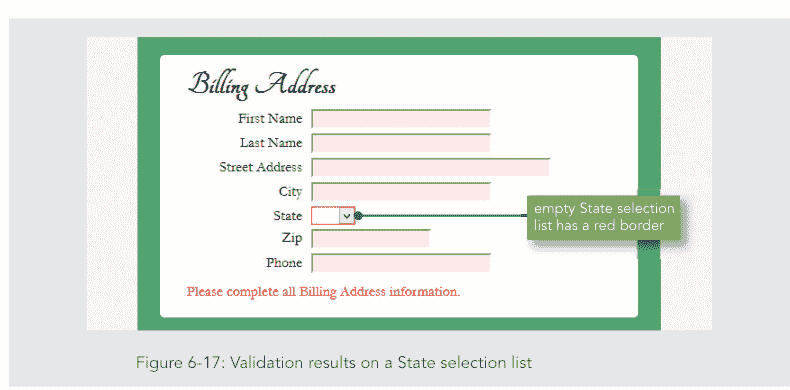 Billing Address
First Name
Last Name
Street Address
City
State
empty State selection
list has a red border
Zip
Phone
Please complete all Billing Address information.
Figure 6-17: Validation results on a State selection list